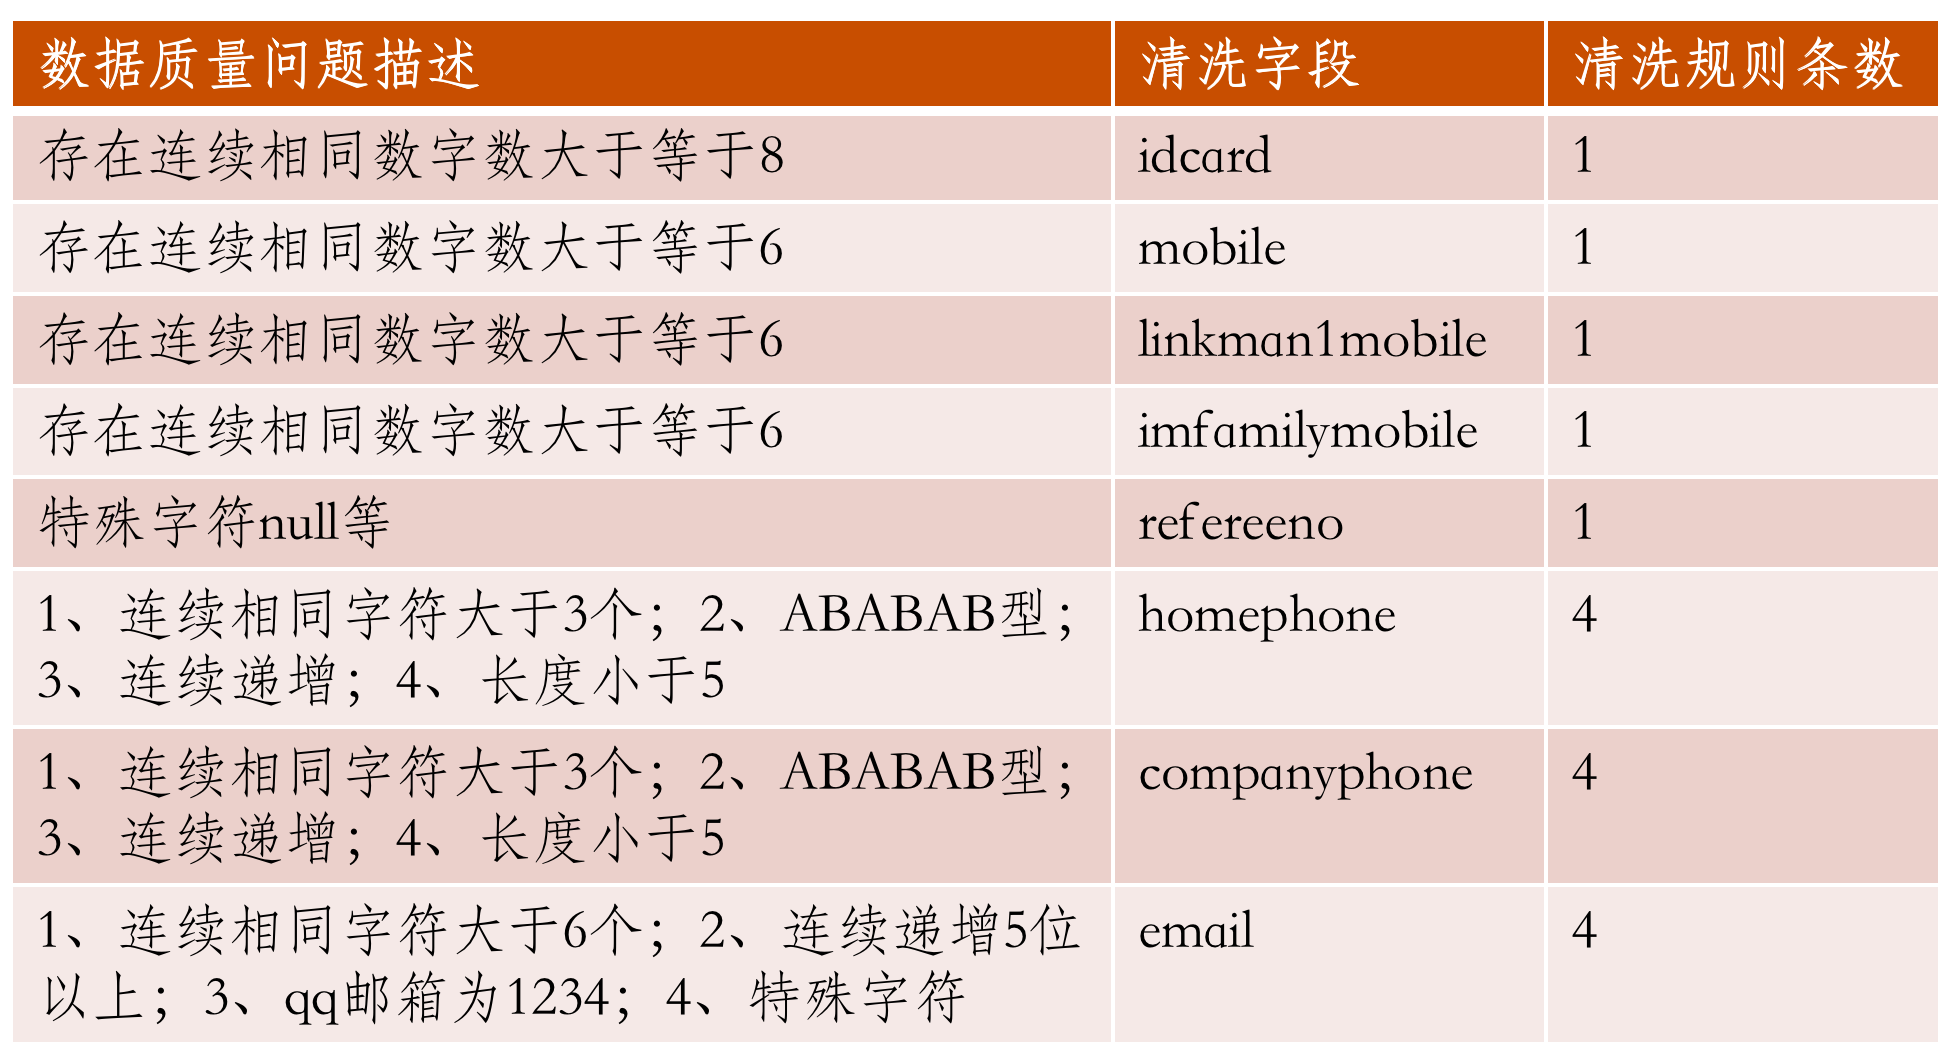 数据质量问题描述 清洗字段 清洗规则条数
存在连续相同数字数大于等于8 idcard 1
存在连续相同数字数大于等于6 mobile 1
存在连续相同数字数大于等于6 linkman1mobile 1
存在连续相同数字数大于等于6 imfamilymobile 1
特殊字符null等 refereeno 1
1、连续相同字符大于3个；2、ABABAB型； homephone 4
3、连续递增；4、长度小于5
1、连续相同字符大于3个；2、ABABAB型； companyphone 4
3、连续递增；4、长度小于5
1、连续相同字符大于6个；2、连续递增5位 email 4
以上；3、qq邮箱为1234；4、特殊字符